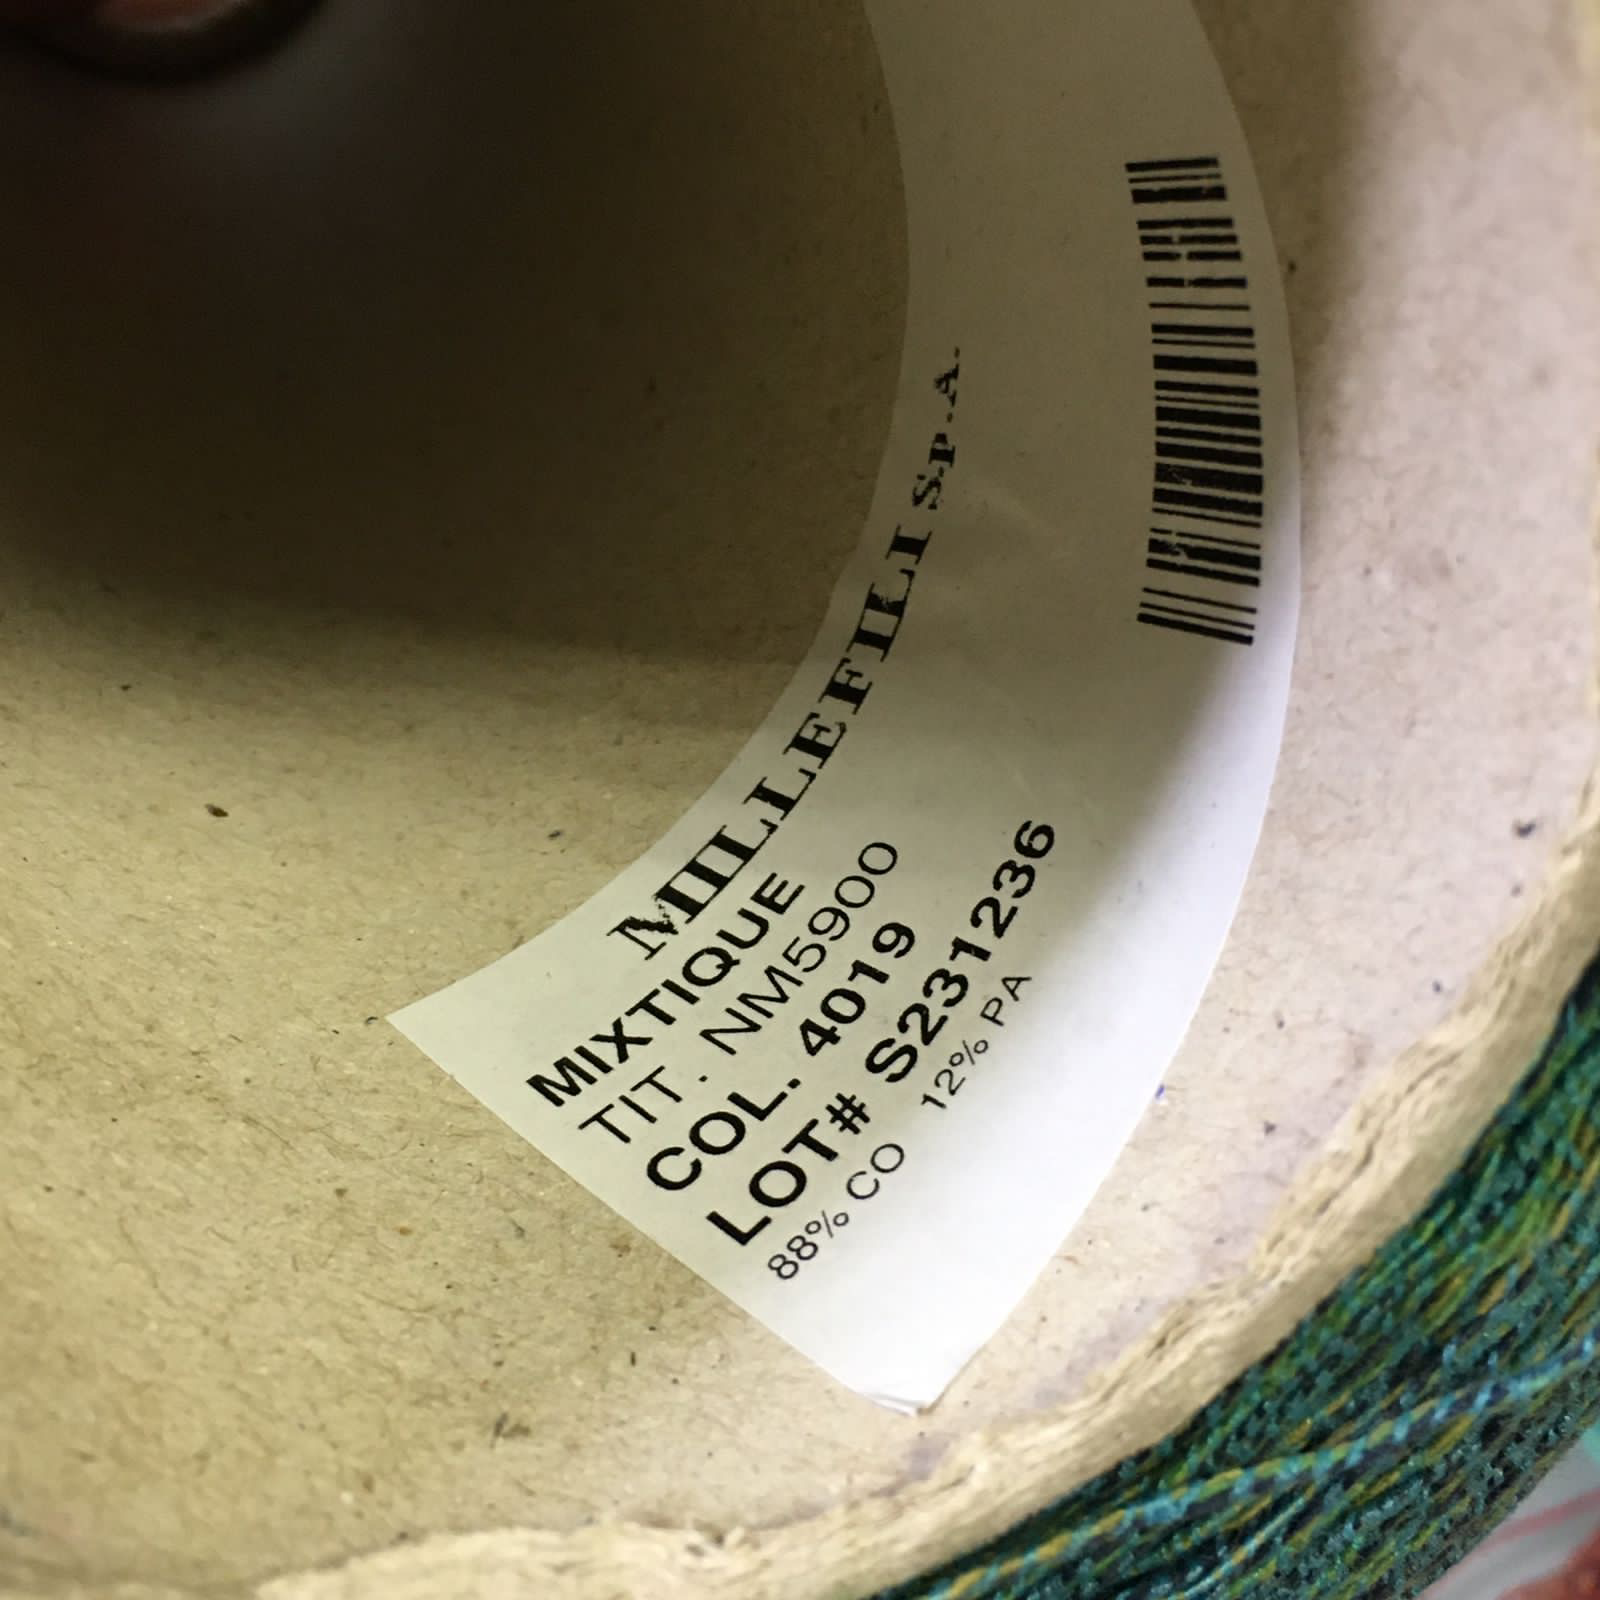 MILLEFILI S.p.A.
MIXTIQUE
TIT. NM5900
COL. 4019
LOT# S231236
88% CO 12% PA